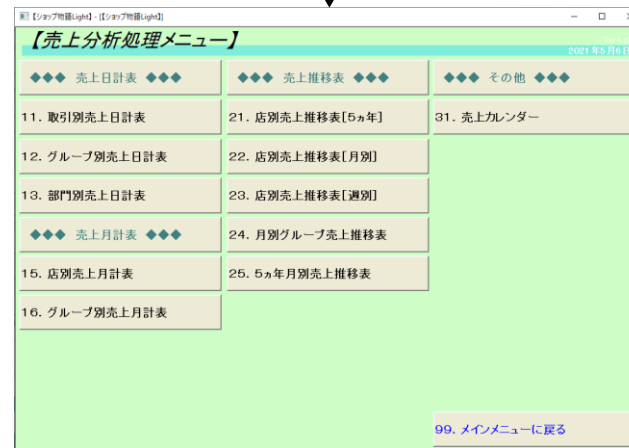 【ショップ物語Light】 - [【ショップ物語Light】]
【売上分析処理メニュー】
2021年5月6日
◆◆◆ 売上日計表 ◆◆◆
11. 取引別売上日計表
12. グループ別売上日計表
13. 部門別売上日計表
◆◆◆ 売上月計表 ◆◆◆
15. 店別売上月計表
16. グループ別売上月計表
◆◆◆ 売上推移表 ◆◆◆
21. 店別売上推移表[5ヵ年]
22. 店別売上推移表[月別]
23. 店別売上推移表[週別]
24. 月別グループ売上推移表
25. 5ヵ年月別売上推移表
◆◆◆ その他 ◆◆◆
31. 売上カレンダー
99. メインメニューに戻る